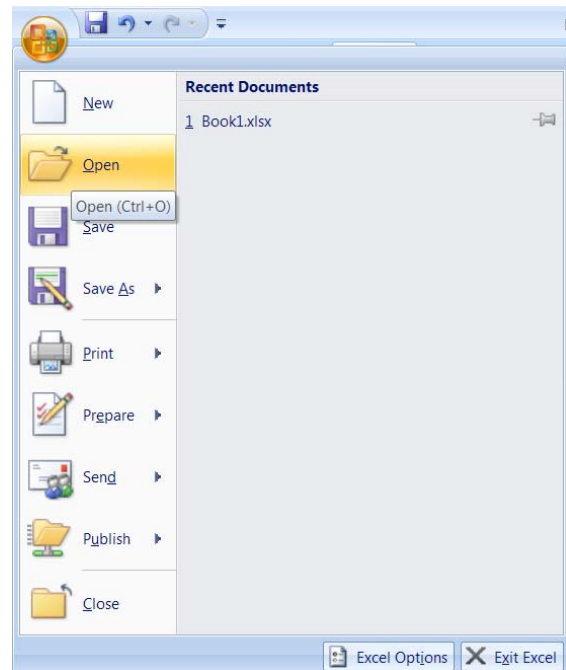 New
Open
Open (Ctrl+O)
Save
Save As
Print
Prepare
Send
Publish
Close
Recent Documents
1 Book1.xlsx
Excel Options
Exit Excel